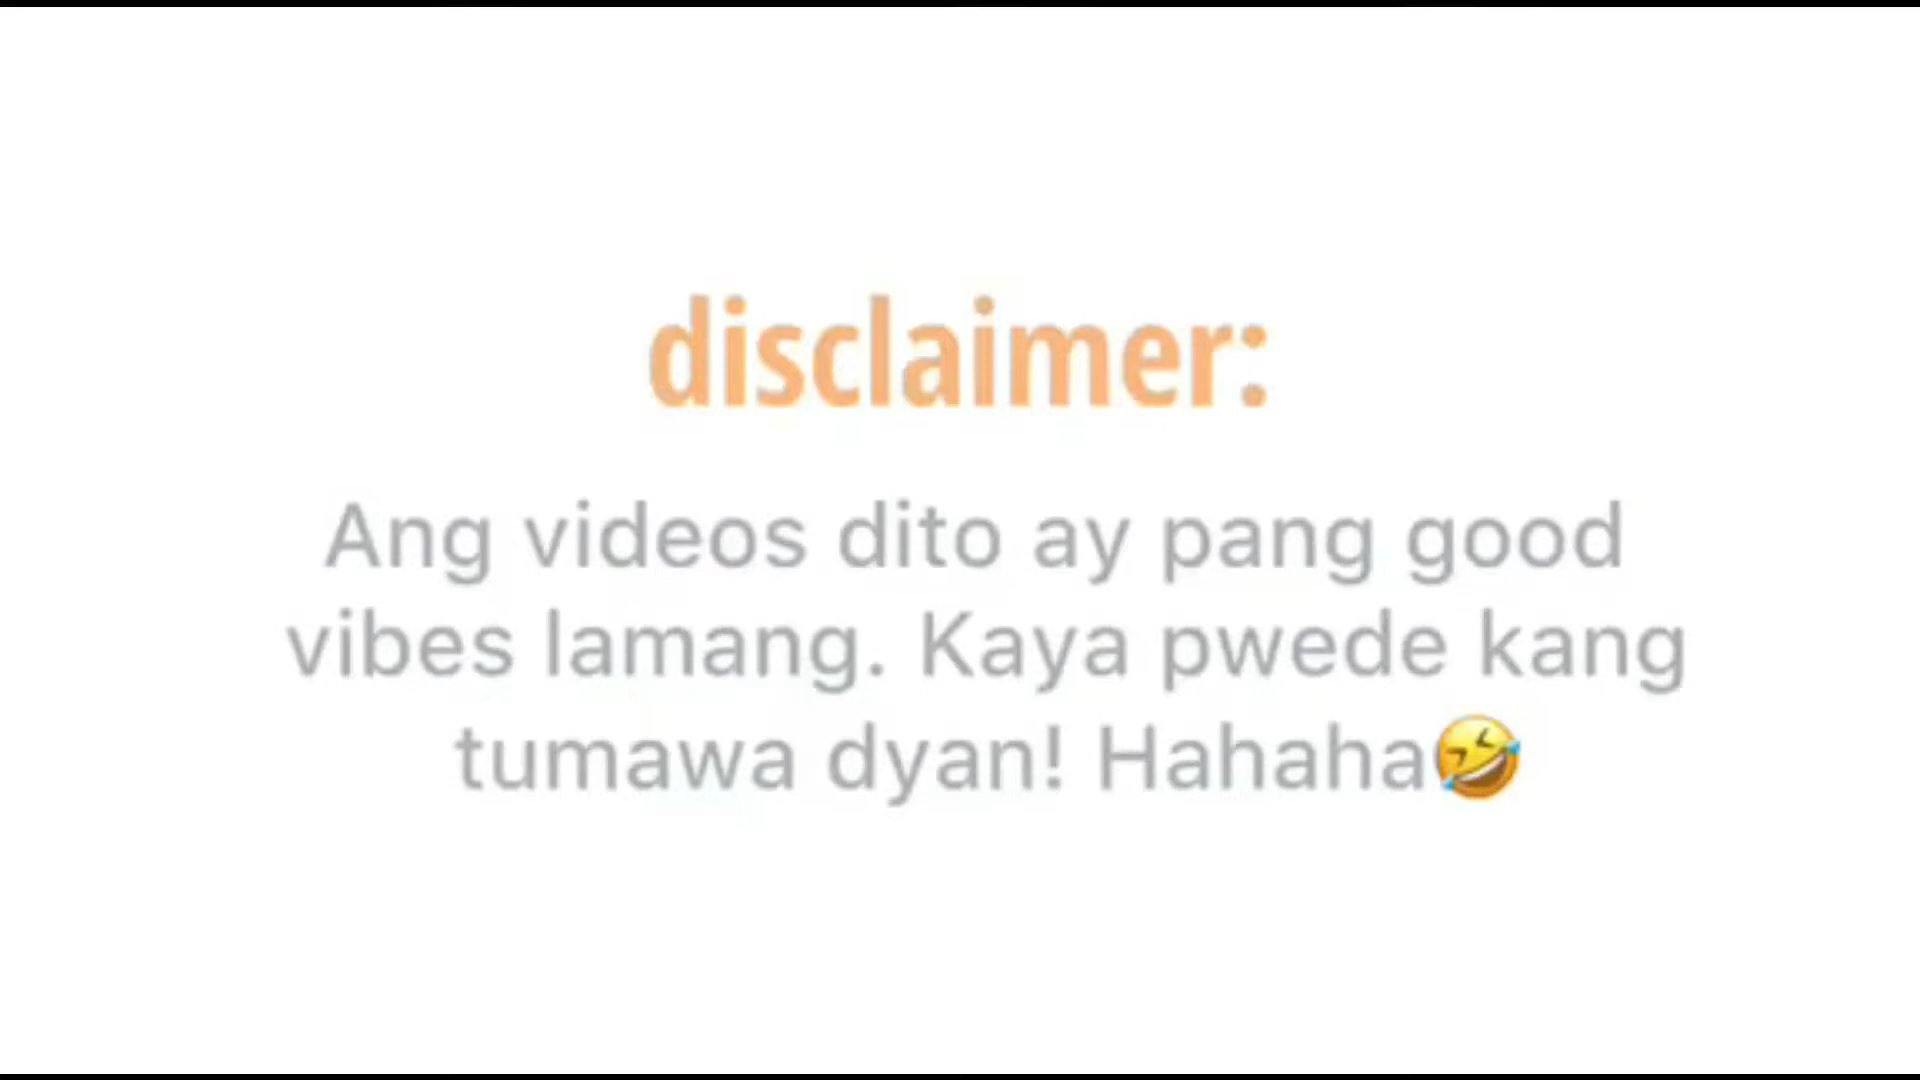 disclaimer:
Ang videos dito ay pang good
vibes lamang. Kaya pwede kang
tumawa dyan! Hahaha🤣